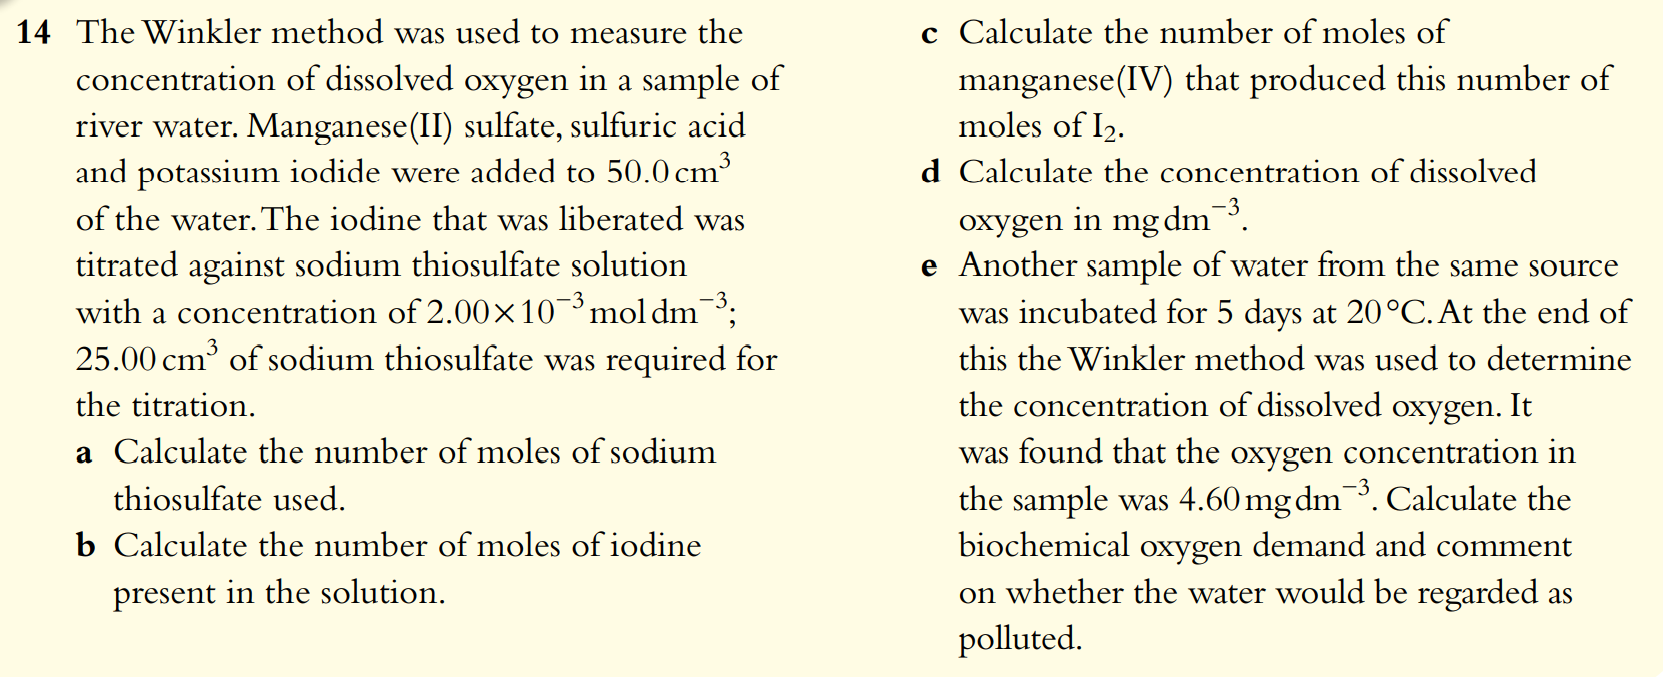 14 The Winkler method was used to measure the
concentration of dissolved oxygen in a sample of
river water. Manganese(II) sulfate, sulfuric acid
and potassium iodide were added to 50.0 cm³
of the water. The iodine that was liberated was
titrated against sodium thiosulfate solution
with a concentration of 2.00×10⁻³ mol dm⁻³;
25.00 cm³ of sodium thiosulfate was required for
the titration.
a Calculate the number of moles of sodium
thiosulfate used.
b Calculate the number of moles of iodine
present in the solution.
c Calculate the number of moles of
manganese(IV) that produced this number of
moles of I₂.
d Calculate the concentration of dissolved
oxygen in mg dm⁻³.
e Another sample of water from the same source
was incubated for 5 days at 20 °C. At the end of
this the Winkler method was used to determine
the concentration of dissolved oxygen. It
was found that the oxygen concentration in
the sample was 4.60 mg dm⁻³. Calculate the
biochemical oxygen demand and comment
on whether the water would be regarded as
polluted.